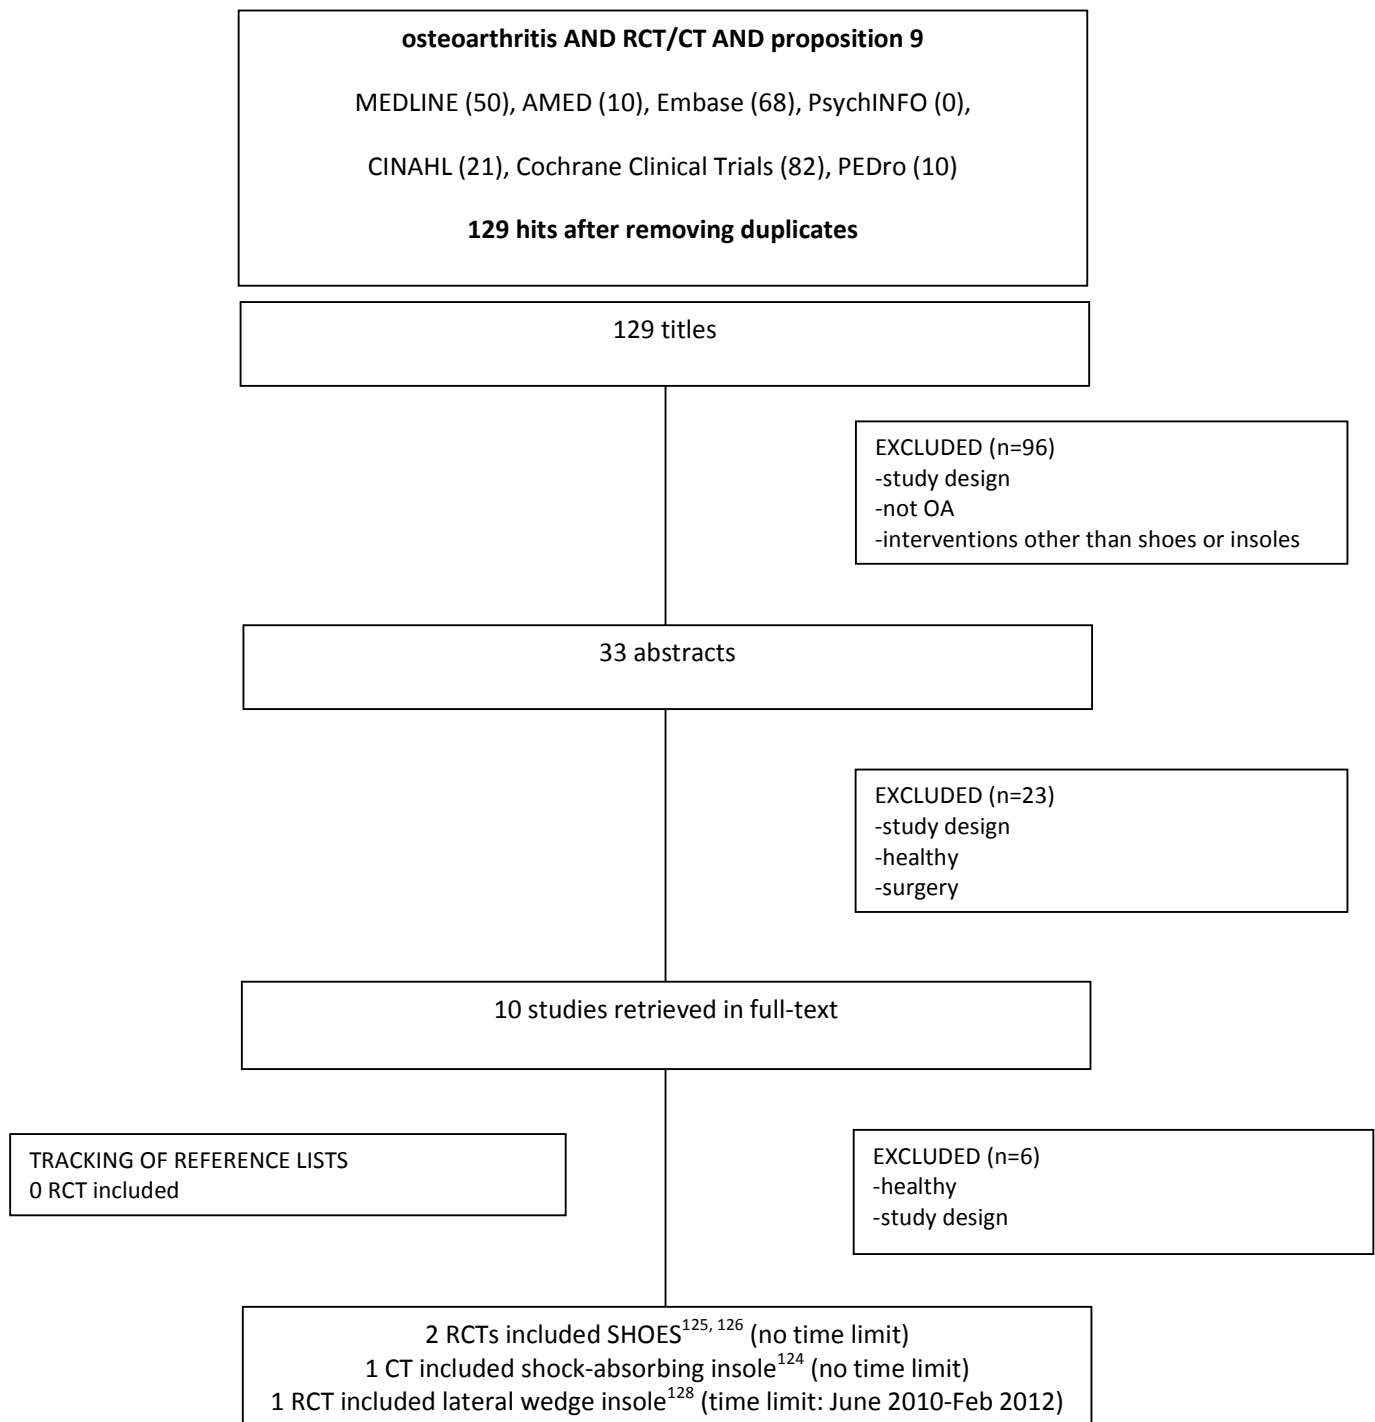 osteoarthritis AND RCT/CT AND proposition 9
MEDLINE (50), AMED (10), Embase (68), PsychINFO (0),
CINAHL (21), Cochrane Clinical Trials (82), PEDro (10)
129 hits after removing duplicates
129 titles
EXCLUDED (n=96)
-study design
-not OA
-interventions other than shoes or insoles
33 abstracts
EXCLUDED (n=23)
-study design
-healthy
-surgery
10 studies retrieved in full-text
TRACKING OF REFERENCE LISTS
0 RCT included
EXCLUDED (n=6)
-healthy
-study design
2 RCTs included SHOES125, 126 (no time limit)
1 CT included shock-absorbing insole124 (no time limit)
1 RCT included lateral wedge insole128 (time limit: June 2010-Feb 2012)